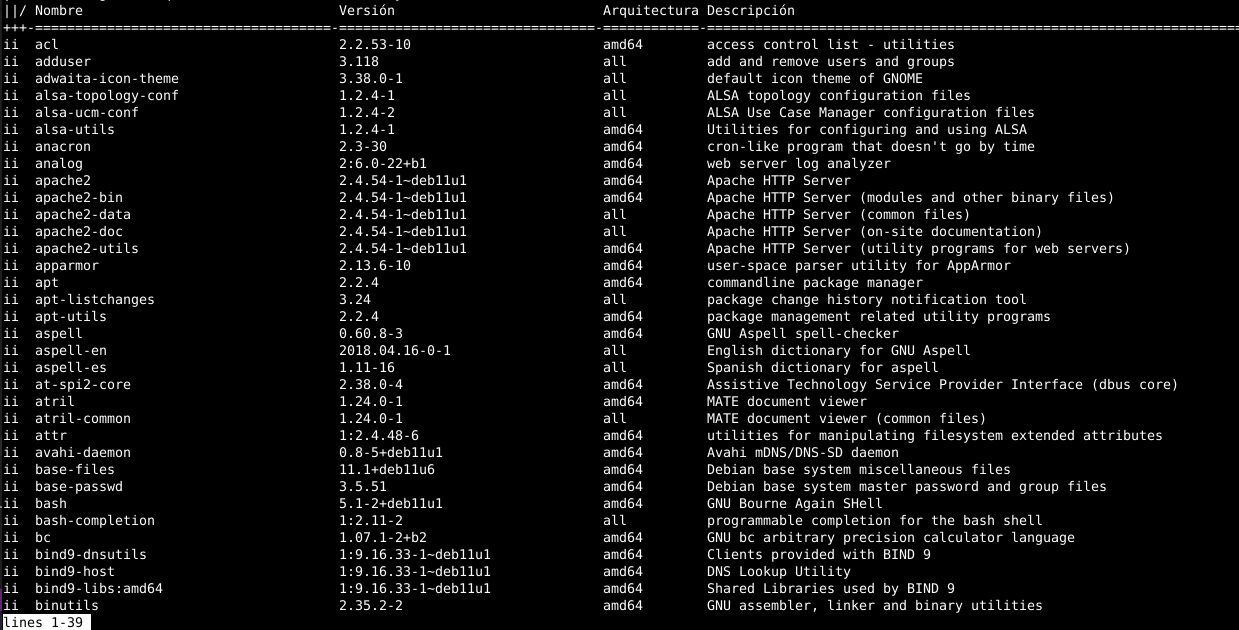 ||/ Nombre Versión Arquitectura Descripción
+++-=====================================-================================-============-===================================================================
ii acl 2.2.53-10 amd64 access control list - utilities
ii adduser 3.118 all add and remove users and groups
ii adwaita-icon-theme 3.38.0-1 all default icon theme of GNOME
ii alsa-topology-conf 1.2.4-1 all ALSA topology configuration files
ii alsa-ucm-conf 1.2.4-2 all ALSA Use Case Manager configuration files
ii alsa-utils 1.2.4-1 amd64 Utilities for configuring and using ALSA
ii anacron 2.3-30 amd64 cron-like program that doesn't go by time
ii analog 2:6.0-22+b1 amd64 web server log analyzer
ii apache2 2.4.54-1~deb11u1 amd64 Apache HTTP Server
ii apache2-bin 2.4.54-1~deb11u1 amd64 Apache HTTP Server (modules and other binary files)
ii apache2-data 2.4.54-1~deb11u1 all Apache HTTP Server (common files)
ii apache2-doc 2.4.54-1~deb11u1 all Apache HTTP Server (on-site documentation)
ii apache2-utils 2.4.54-1~deb11u1 amd64 Apache HTTP Server (utility programs for web servers)
ii apparmor 2.13.6-10 amd64 user-space parser utility for AppArmor
ii apt 2.2.4 amd64 commandline package manager
ii apt-listchanges 3.24 all package change history notification tool
ii apt-utils 2.2.4 amd64 package management related utility programs
ii aspell 0.60.8-3 amd64 GNU Aspell spell-checker
ii aspell-en 2018.04.16-0-1 all English dictionary for GNU Aspell
ii aspell-es 1.11-16 all Spanish dictionary for aspell
ii at-spi2-core 2.38.0-4 amd64 Assistive Technology Service Provider Interface (dbus core)
ii atril 1.24.0-1 amd64 MATE document viewer
ii atril-common 1.24.0-1 all MATE document viewer (common files)
ii attr 1:2.4.48-6 amd64 utilities for manipulating filesystem extended attributes
ii avahi-daemon 0.8-5+deb11u1 amd64 Avahi mDNS/DNS-SD daemon
ii base-files 11.1+deb11u6 amd64 Debian base system miscellaneous files
ii base-passwd 3.5.51 amd64 Debian base system master password and group files
ii bash 5.1-2+deb11u1 amd64 GNU Bourne Again SHell
ii bash-completion 1:2.11-2 all programmable completion for the bash shell
ii bc 1.07.1-2+b2 amd64 GNU bc arbitrary precision calculator language
ii bind9-dnsutils 1:9.16.33-1~deb11u1 amd64 Clients provided with BIND 9
ii bind9-host 1:9.16.33-1~deb11u1 amd64 DNS Lookup Utility
ii bind9-libs:amd64 1:9.16.33-1~deb11u1 amd64 Shared Libraries used by BIND 9
ii binutils 2.35.2-2 amd64 GNU assembler, linker and binary utilities
lines 1-39